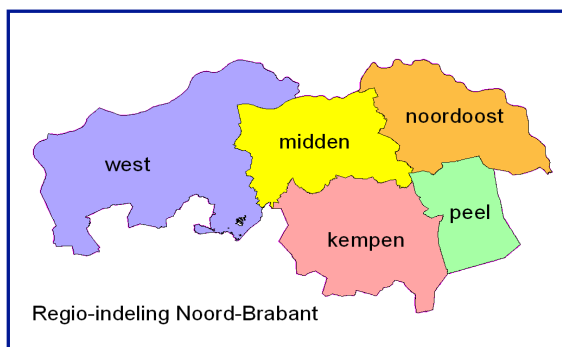 noordoost
midden
west
peel
kempen
Regio-indeling Noord-Brabant